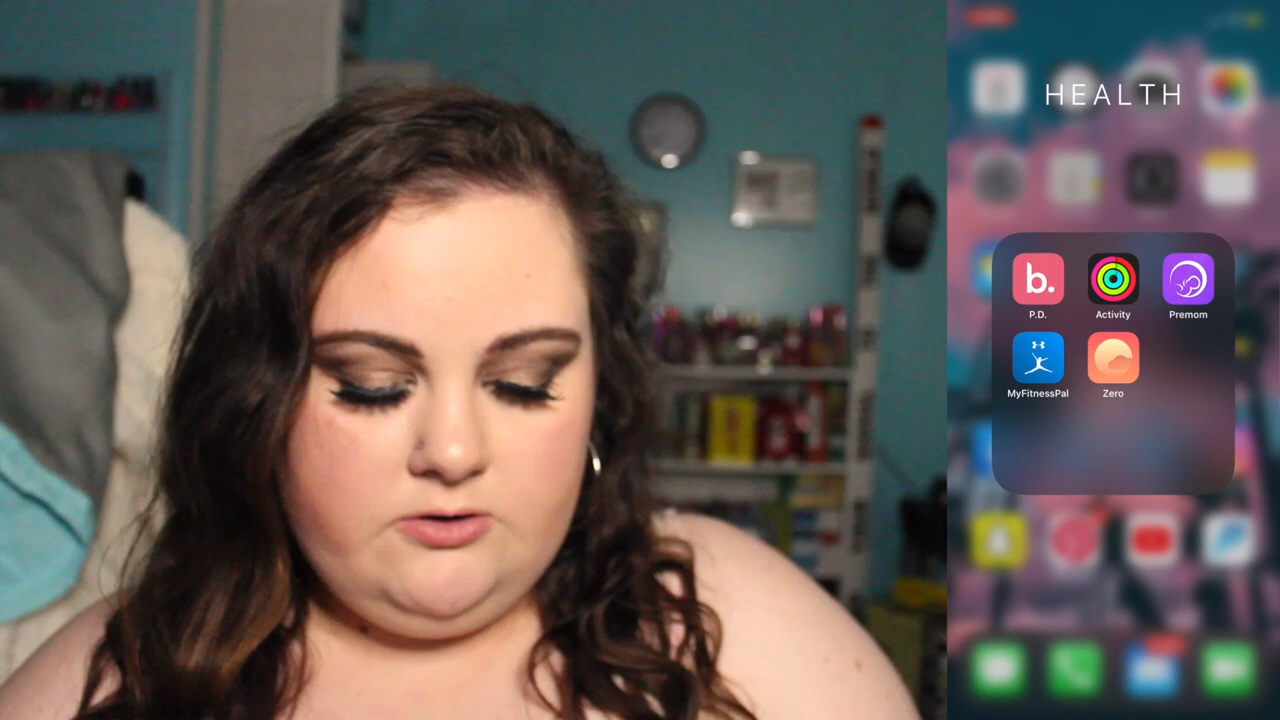 HEALTH
b.
P.D.
Activity
Premom
MyFitnessPal
Zero